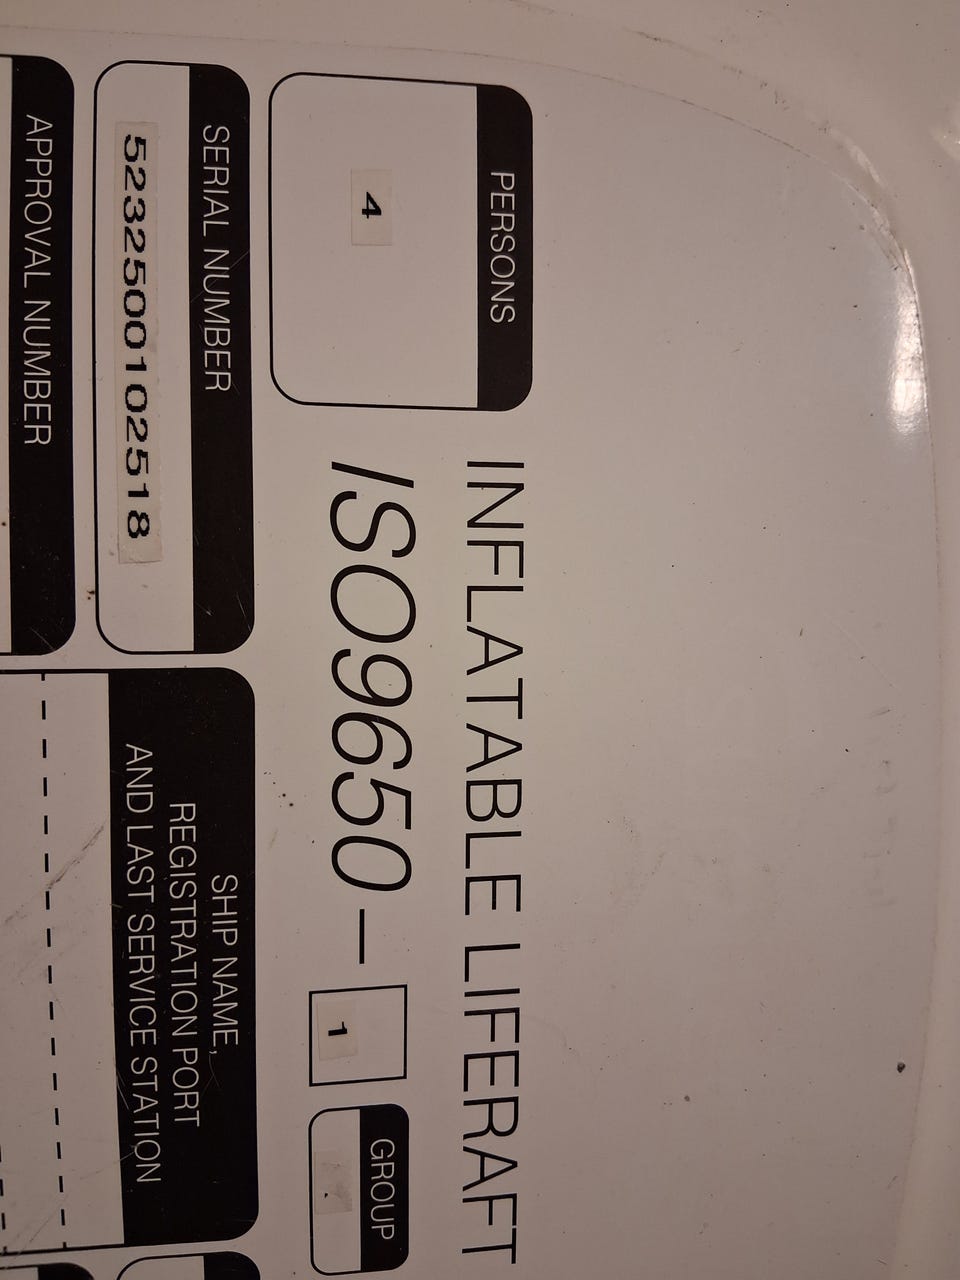 PERSONS
4
INFLATABLE LIFERAFT
ISO9650-
1
GROUP
SERIAL NUMBER
5232500102518
SHIP NAME,
REGISTRATION PORT
AND LAST SERVICE STATION
APPROVAL NUMBER